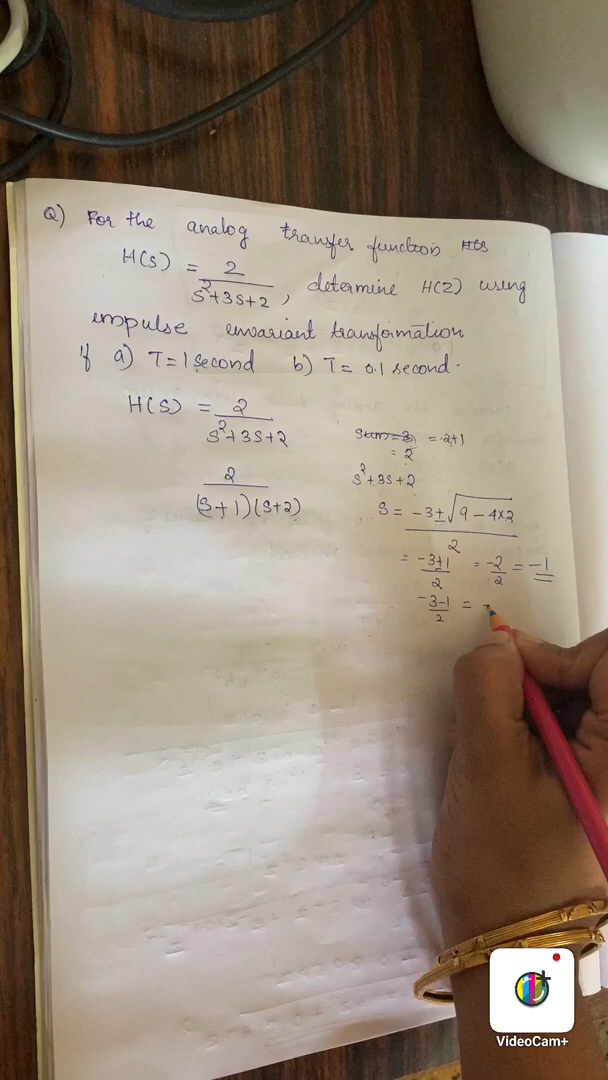 Q) For the analog transfer function H(s
H(S) = 2 / (s²+3s+2), determine H(Z) using
impulse invariant transformation
if a) T=1 second b) T= 0.1 second.
H(S) = 2 / (s²+3s+2)
2 / ((s+1)(s+2))
Sum = 3 = 2+1
= 2
s²+3s+2
S = (-3±√(9-4×2)) / 2
= (-3+1)/2 = -2/2 = -1
(-3-1)/2 = -
VideoCam+